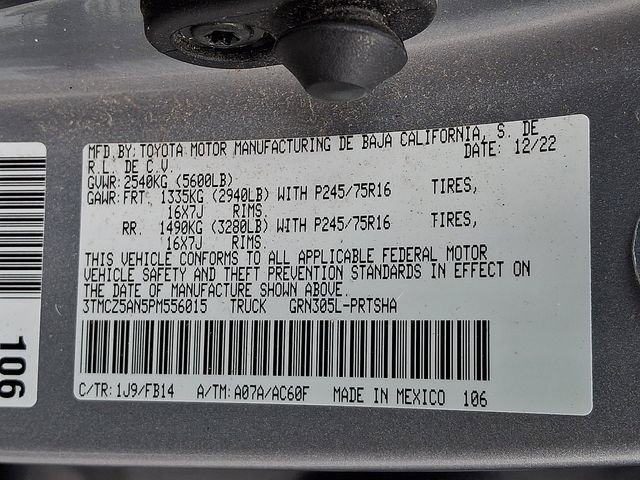 MFD.BY:TOYOTA MOTOR MANUFACTURING DE BAJA CALIFORNIA, S. DE
R.L. DE C.V. DATE: 12/22
GVWR:2540KG (5600LB)
GAWR:FRT. 1335KG (2940LB) WITH P245/75R16 TIRES,
16X7J RIMS.
RR. 1490KG (3280LB) WITH P245/75R16 TIRES,
16X7J RIMS.
THIS VEHICLE CONFORMS TO ALL APPLICABLE FEDERAL MOTOR
VEHICLE SAFETY AND THEFT PREVENTION STANDARDS IN EFFECT ON
THE DATE OF MANUFACTURE SHOWN ABOVE.
3TMCZ5AN5PM556015 TRUCK GRN305L-PRTSHA
C/TR:1J9/FB14 A/TM:A07A/AC60F MADE IN MEXICO 106
106